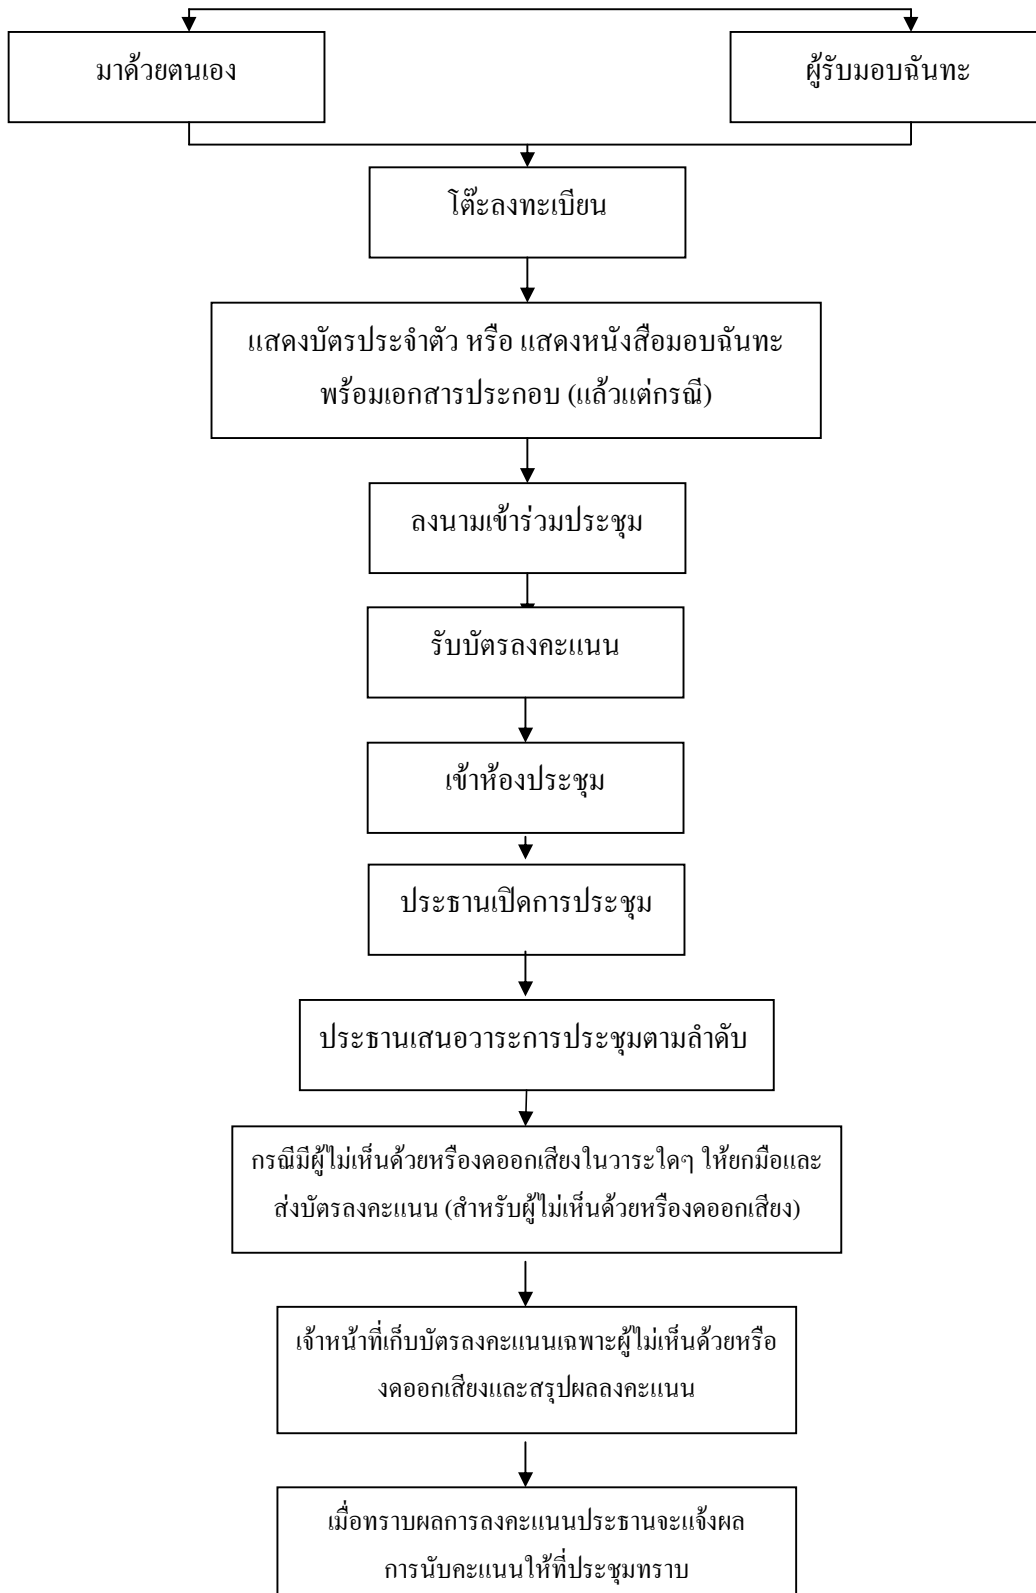 มาด้วยตนเอง
ผู้รับมอบฉันทะ
โต๊ะลงทะเบียน
แสดงบัตรประจำตัว หรือ แสดงหนังสือมอบฉันทะ
พร้อมเอกสารประกอบ (แล้วแต่กรณี)
ลงนามเข้าร่วมประชุม
รับบัตรลงคะแนน
เข้าห้องประชุม
ประธานเปิดการประชุม
ประธานเสนอวาระการประชุมตามลำดับ
กรณีมีผู้ไม่เห็นด้วยหรืองดออกเสียงในวาระใดๆ ให้ยกมือและ
ส่งบัตรลงคะแนน (สำหรับผู้ไม่เห็นด้วยหรืองดออกเสียง)
เจ้าหน้าที่เก็บบัตรลงคะแนนเฉพาะผู้ไม่เห็นด้วยหรือ
งดออกเสียงและสรุปผลลงคะแนน
เมื่อทราบผลการลงคะแนนประธานจะแจ้งผล
การนับคะแนนให้ที่ประชุมทราบ